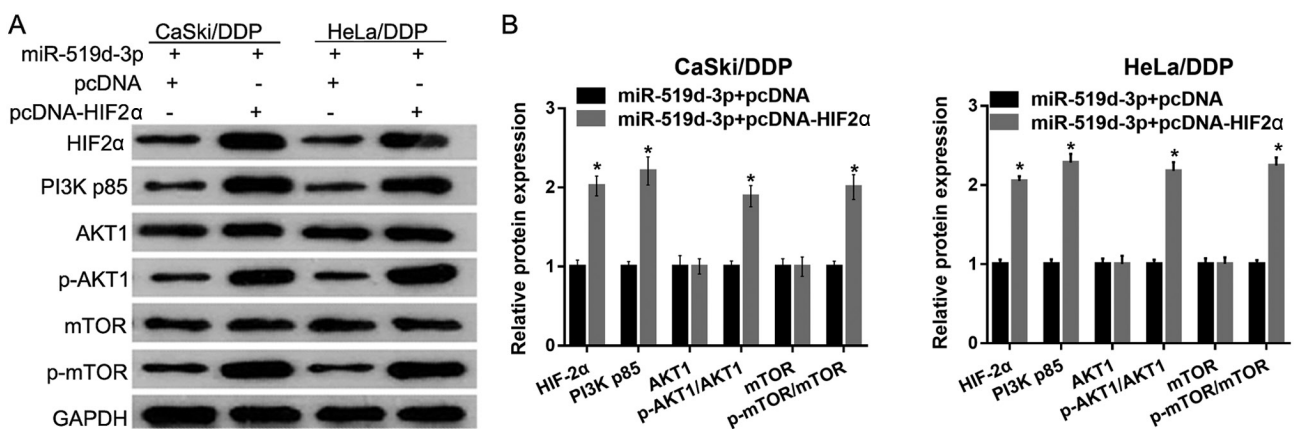 A
CaSki/DDP HeLa/DDP
miR-519d-3p + + + +
pcDNA + - + -
pcDNA-HIF2α - + - +
HIF2α
PI3K p85
AKT1
p-AKT1
mTOR
p-mTOR
GAPDH
B
CaSki/DDP
miR-519d-3p+pcDNA
miR-519d-3p+pcDNA-HIF2α
Relative protein expression
3
2
1
0
* * * *
HIF-2α PI3K p85 AKT1 p-AKT1/AKT1 mTOR p-mTOR/mTOR
HeLa/DDP
miR-519d-3p+pcDNA
miR-519d-3p+pcDNA-HIF2α
Relative protein expression
3
2
1
0
* * * *
HIF-2α PI3K p85 AKT1 p-AKT1/AKT1 mTOR p-mTOR/mTOR